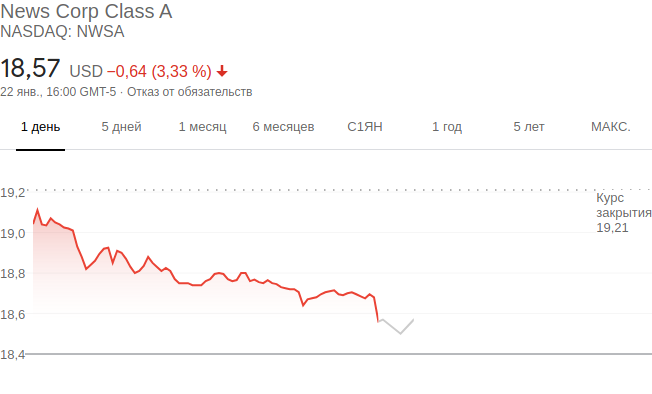 News Corp Class A
NASDAQ: NWSA
18,57 USD −0,64 (3,33 %)
22 янв., 16:00 GMT-5 · Отказ от обязательств
1 день 5 дней 1 месяц 6 месяцев С1ЯН 1 год 5 лет МАКС.
19,2
Курс
закрытия
19,21
19,0
18,8
18,6
18,4